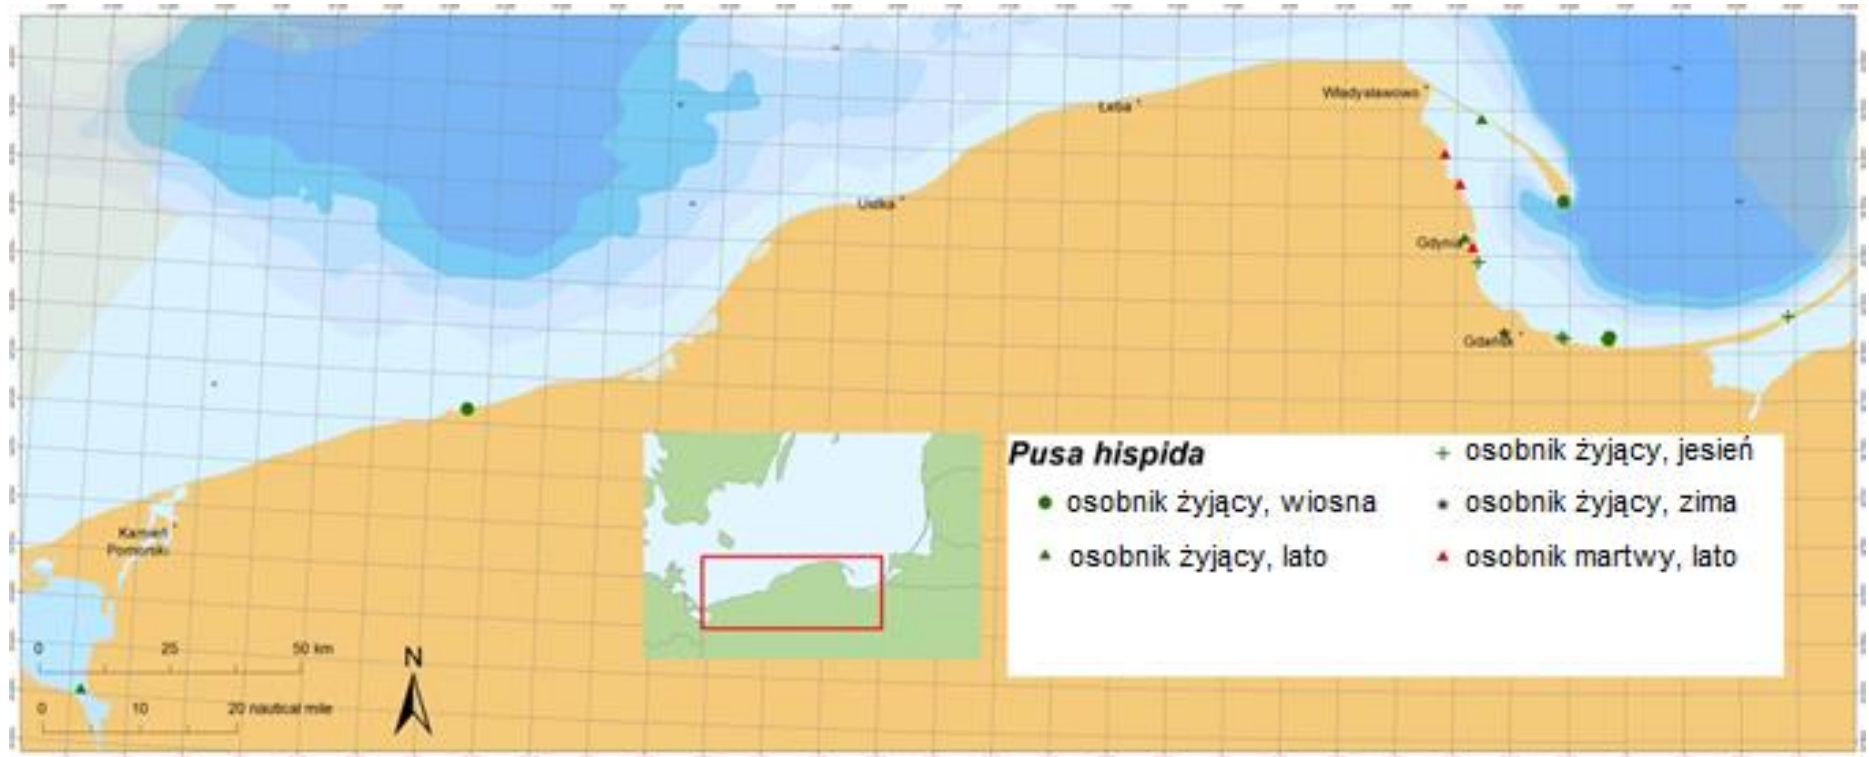 Władysławowo
Łeba
Ustka
Gdynia
Gdańsk
Kamień
Pomorski
Pusa hispida
osobnik żyjący, wiosna
osobnik żyjący, lato
osobnik żyjący, jesień
osobnik żyjący, zima
osobnik martwy, lato
0 25 50 km
0 10 20 nautical mile
N